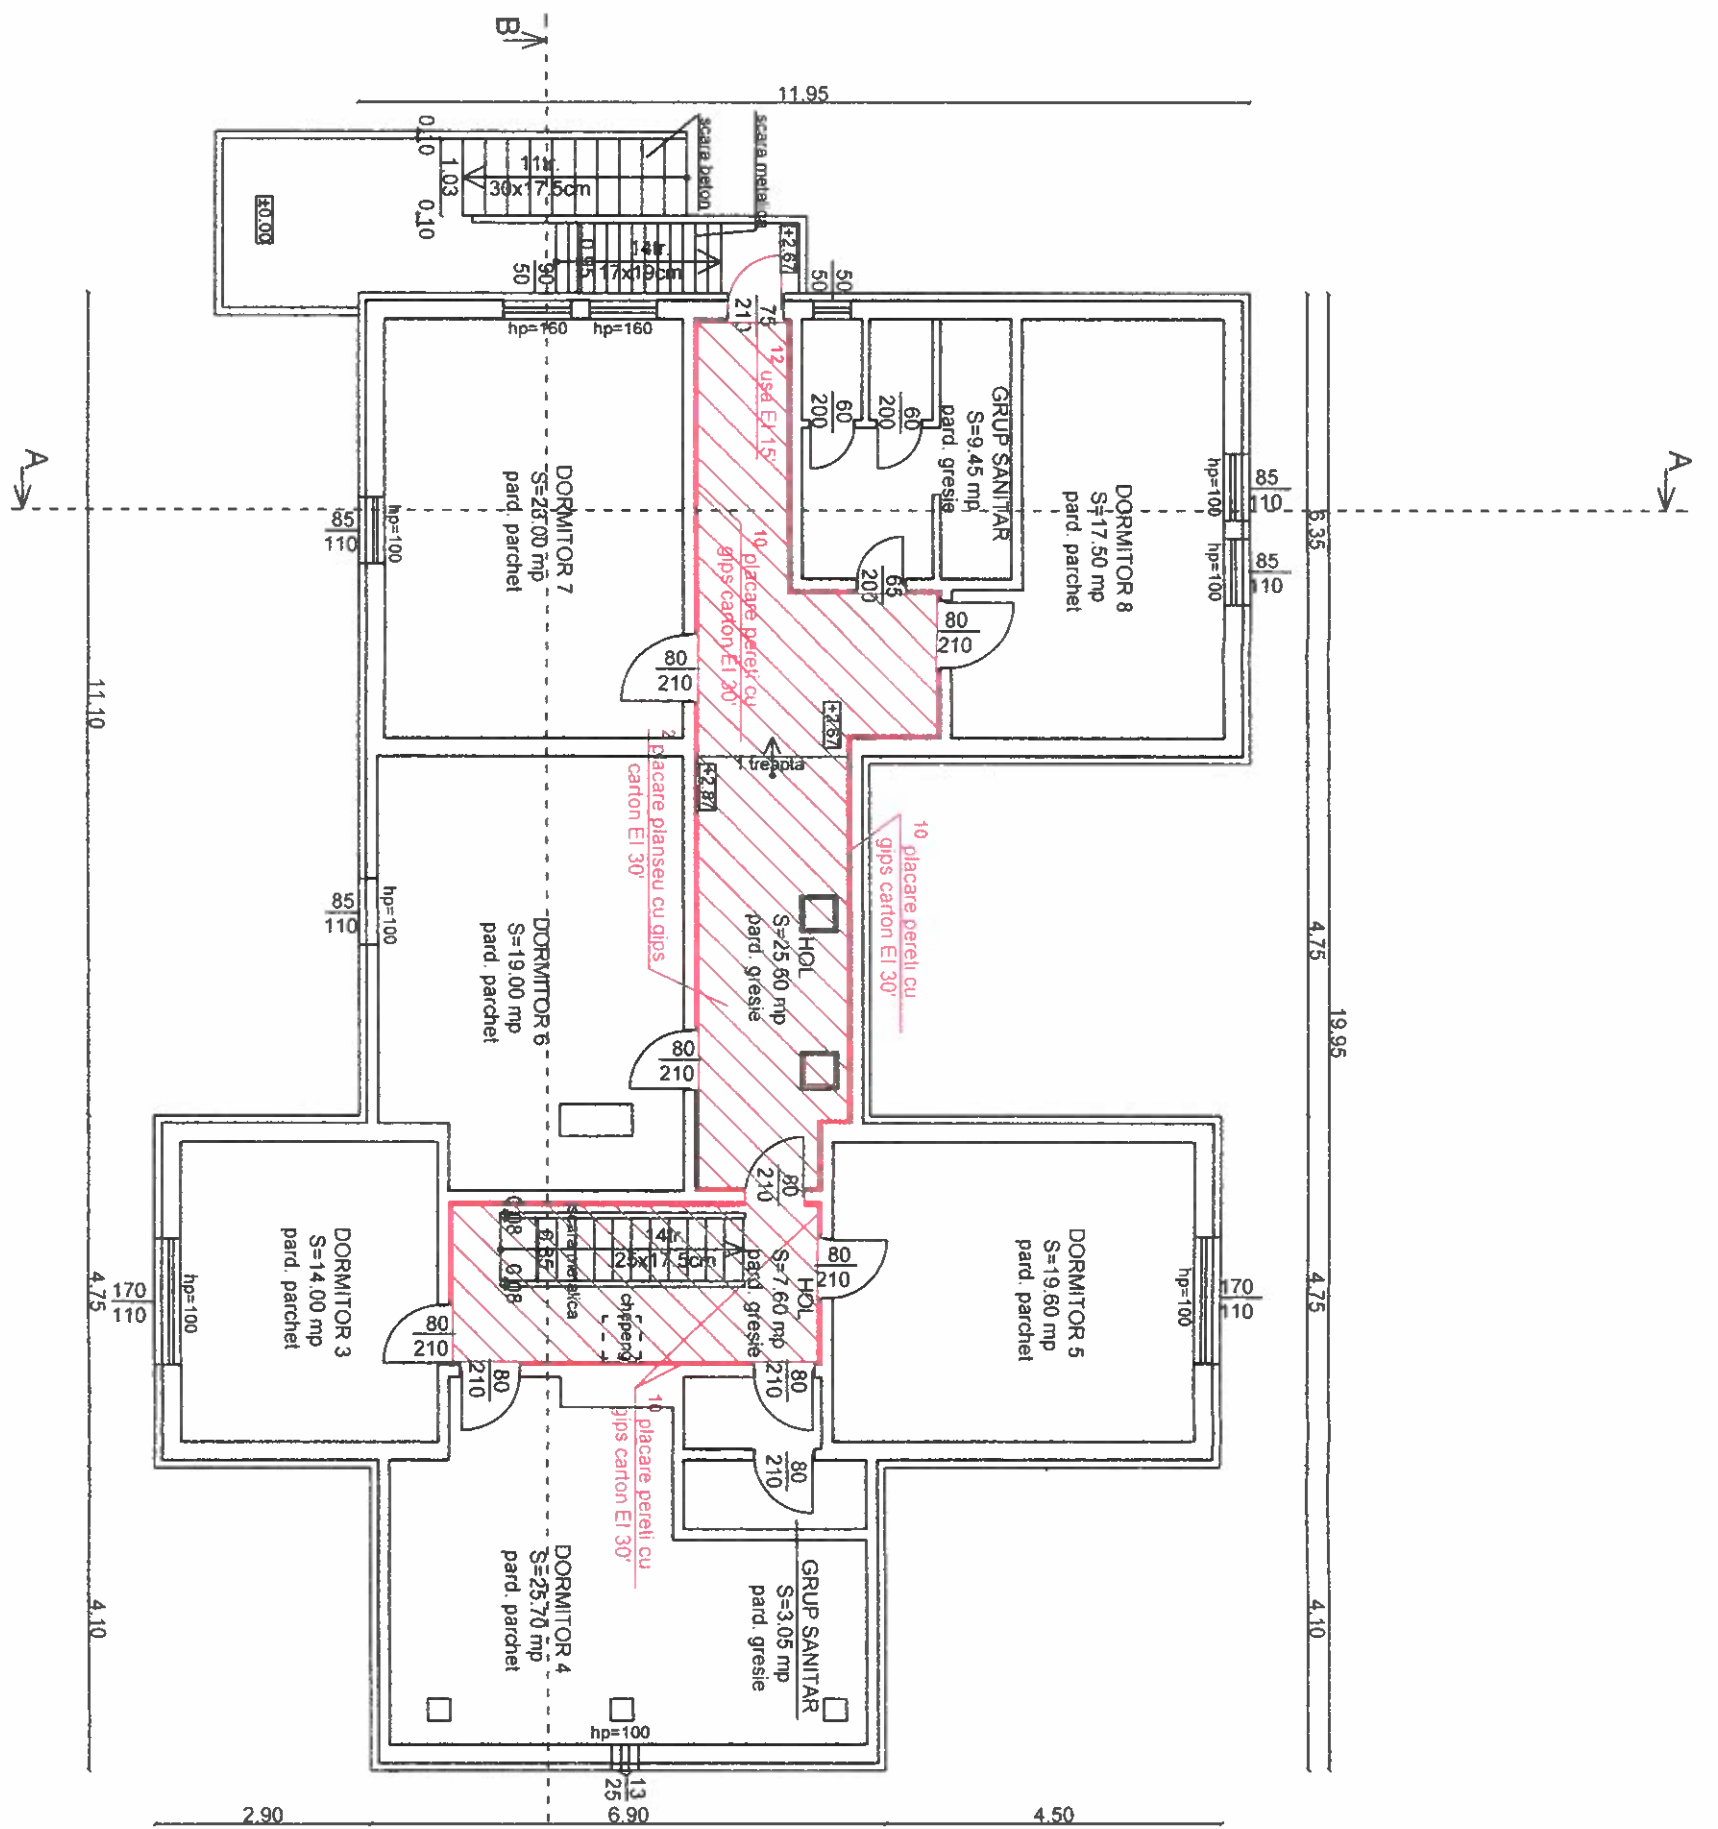 B
11.95
scara beton
scara metalica
0.10
1.03
0.10
11tr.
30x17.5cm
±0.00
0.95
14tr.
17x19cm
+2.67
90
50
50
50
hp=160
hp=160
75
210
12 usa EI 15'
60
200
60
200
GRUP SANITAR
S=9.45 mp
pard. gresie
65
200
DORMITOR 8
S=17.50 mp
pard. parchet
hp=100
85
110
hp=100
85
110
80
210
A
A
6.35
DORMITOR 7
S=23.00 mp
pard. parchet
85
110
hp=100
80
210
10 placare pereti cu
gips carton EI 30'
+2.67
1 treapta
+2.87
2 placare planseu cu gips
carton EI 30'
10 placare pereti cu
gips carton EI 30'
11.10
4.75
19.95
DORMITOR 6
S=19.00 mp
pard. parchet
85
110
hp=100
80
210
HOL
S=25.60 mp
pard. gresie
80
210
DORMITOR 3
S=14.00 mp
pard. parchet
hp=100
170
110
80
210
4.75
0.08
0.85
0.08
scara metalica
14tr.
25x17.5cm
chepeng
HOL
S=7.60 mp
pard. gresie
80
210
DORMITOR 5
S=19.60 mp
pard. parchet
hp=100
170
110
4.75
80
210
80
210
10 placare pereti cu
gips carton EI 30'
80
210
DORMITOR 4
S=25.70 mp
pard. parchet
GRUP SANITAR
S=3.05 mp
pard. gresie
4.10
4.10
hp=100
13
25
2.90
6.90
4.50